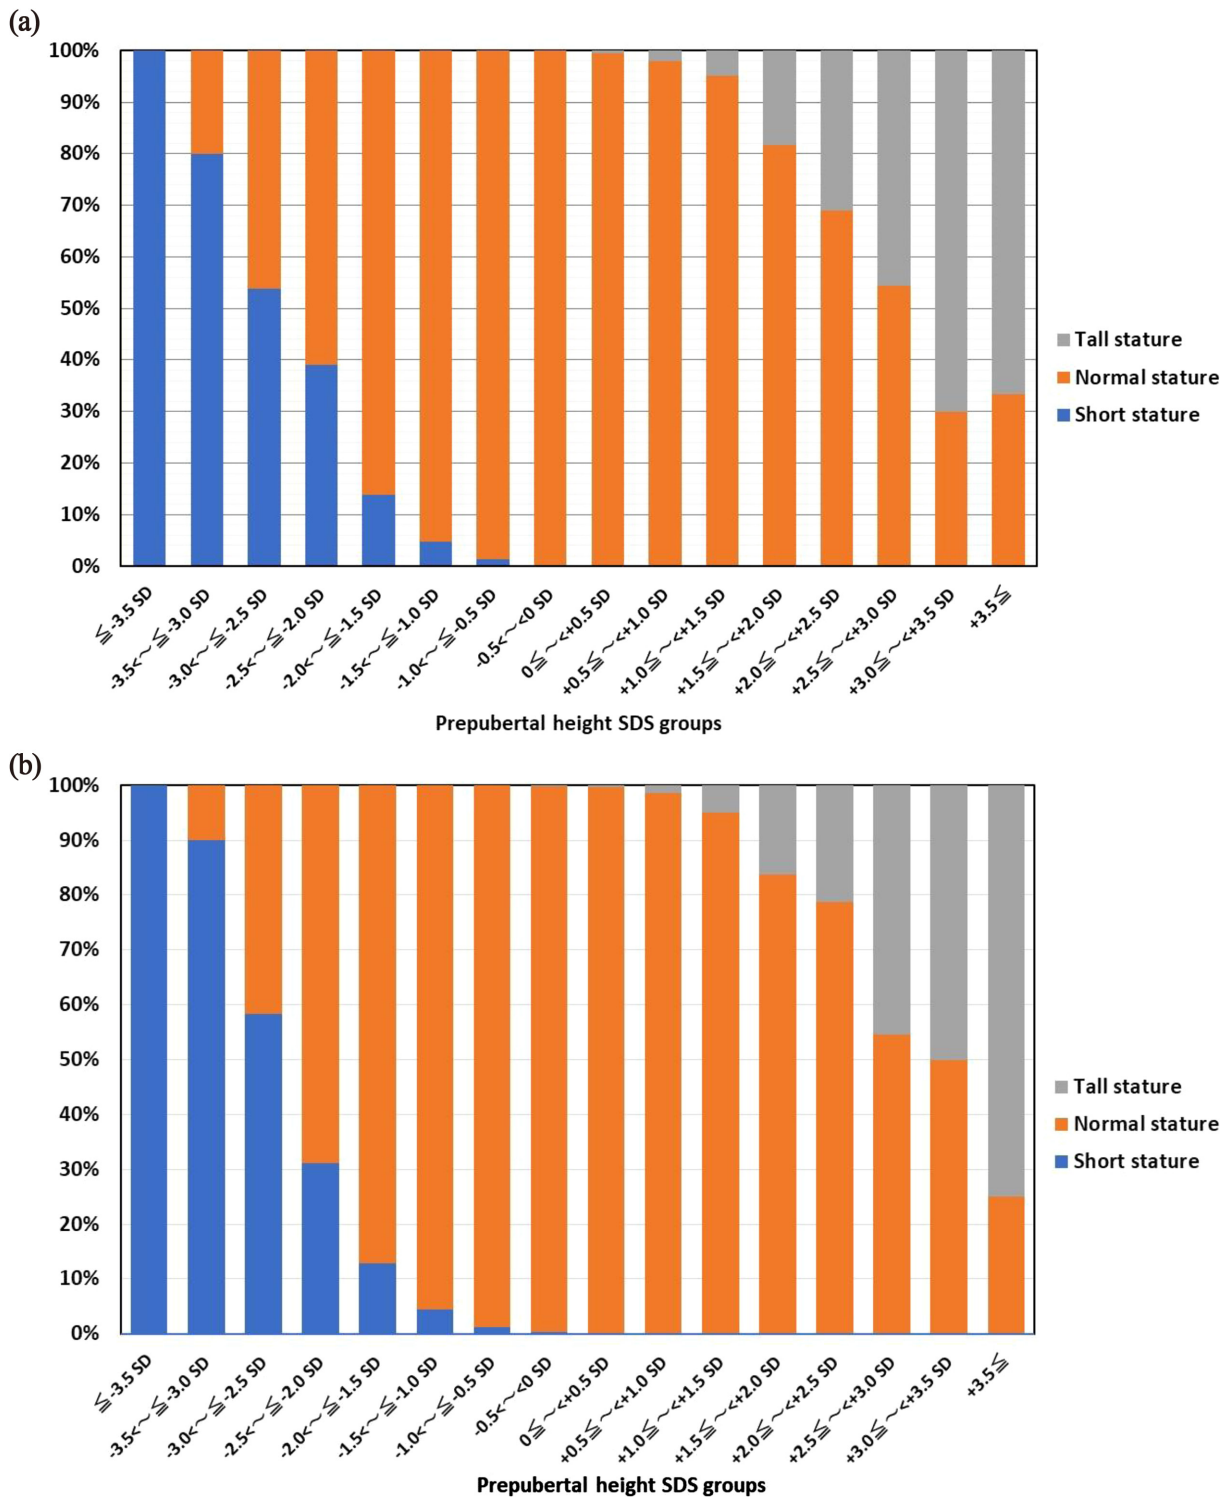 (a)
100%
90%
80%
70%
60%
50%
40%
30%
20%
10%
0%
Tall stature
Normal stature
Short stature
≦-3.5 SD
-3.5<～≦-3.0 SD
-3.0<～≦-2.5 SD
-2.5<～≦-2.0 SD
-2.0<～≦-1.5 SD
-1.5<～≦-1.0 SD
-1.0<～≦-0.5 SD
-0.5<～<0 SD
0≦～<+0.5 SD
+0.5≦～<+1.0 SD
+1.0≦～<+1.5 SD
+1.5≦～<+2.0 SD
+2.0≦～<+2.5 SD
+2.5≦～<+3.0 SD
+3.0≦～<+3.5 SD
+3.5≦
Prepubertal height SDS groups
(b)
100%
90%
80%
70%
60%
50%
40%
30%
20%
10%
0%
Tall stature
Normal stature
Short stature
≦-3.5 SD
-3.5<～≦-3.0 SD
-3.0<～≦-2.5 SD
-2.5<～≦-2.0 SD
-2.0<～≦-1.5 SD
-1.5<～≦-1.0 SD
-1.0<～≦-0.5 SD
-0.5<～<0 SD
0≦～<+0.5 SD
+0.5≦～<+1.0 SD
+1.0≦～<+1.5 SD
+1.5≦～<+2.0 SD
+2.0≦～<+2.5 SD
+2.5≦～<+3.0 SD
+3.0≦～<+3.5 SD
+3.5≦
Prepubertal height SDS groups